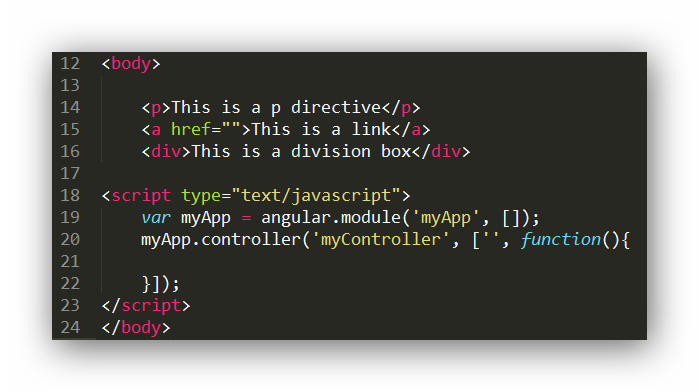 12 <body>
13
14     <p>This is a p directive</p>
15     <a href="">This is a link</a>
16     <div>This is a division box</div>
17
18 <script type="text/javascript">
19     var myApp = angular.module('myApp', []);
20     myApp.controller('myController', ['', function(){
21
22     }]);
23 </script>
24 </body>